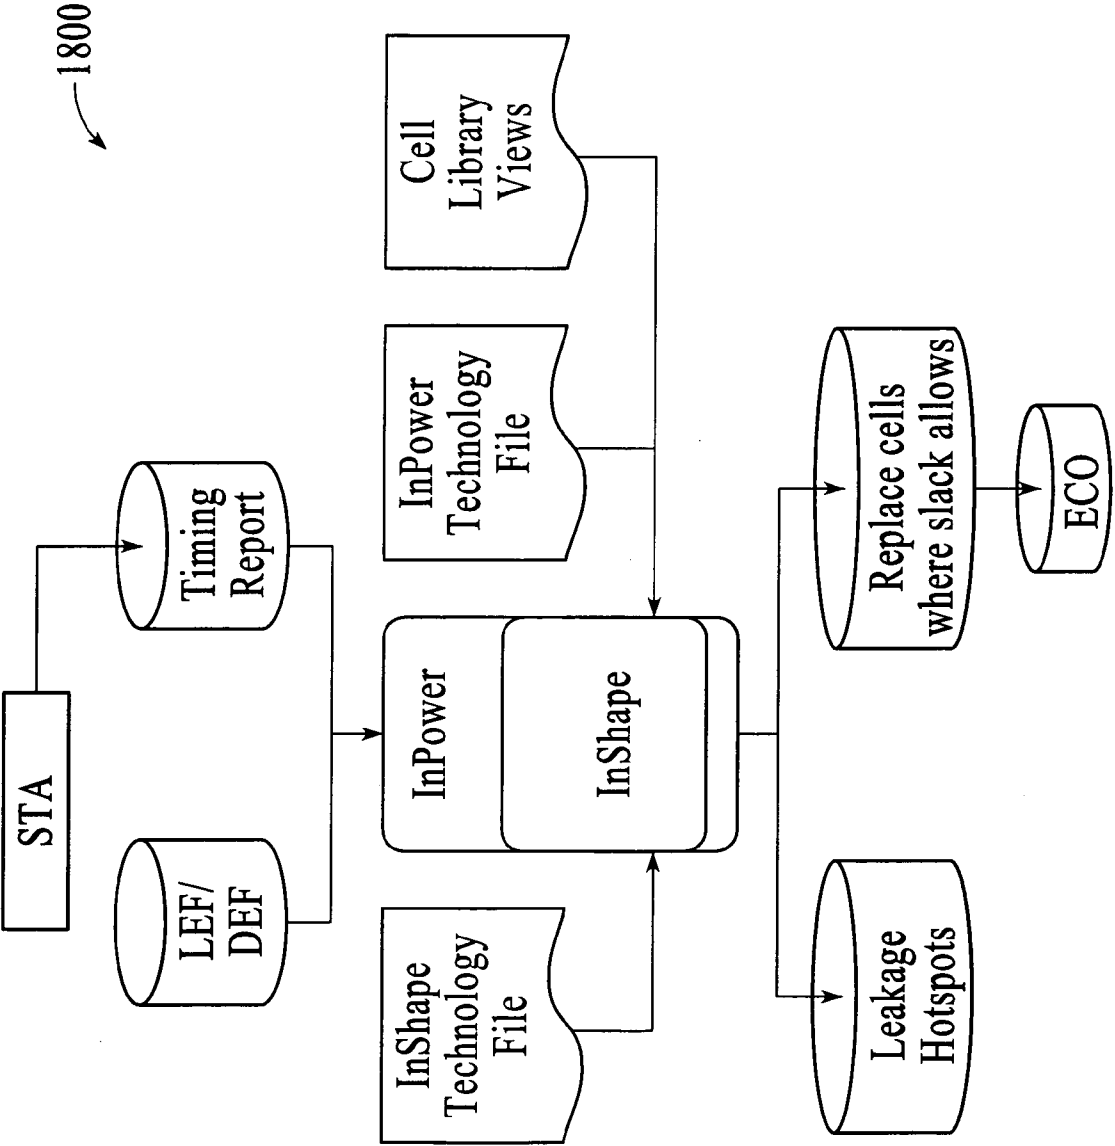 1800
STA
LEF/
DEF
Timing
Report
InShape
Technology
File
InPower
InShape
InPower
Technology
File
Cell
Library
Views
Leakage
Hotspots
Replace cells
where slack allows
ECO